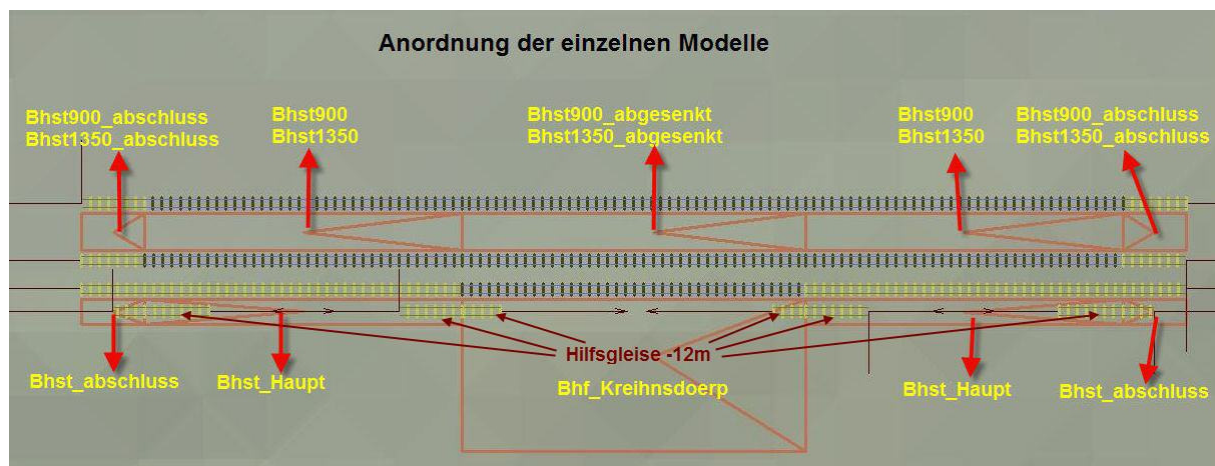 Anordnung der einzelnen Modelle
Bhst900_abschluss
Bhst1350_abschluss
Bhst900
Bhst1350
Bhst900_abgesenkt
Bhst1350_abgesenkt
Bhst900
Bhst1350
Bhst900_abschluss
Bhst1350_abschluss
Hilfsgleise -12m
Bhst_abschluss
Bhst_Haupt
Bhf_Kreihnsdoerp
Bhst_Haupt
Bhst_abschluss